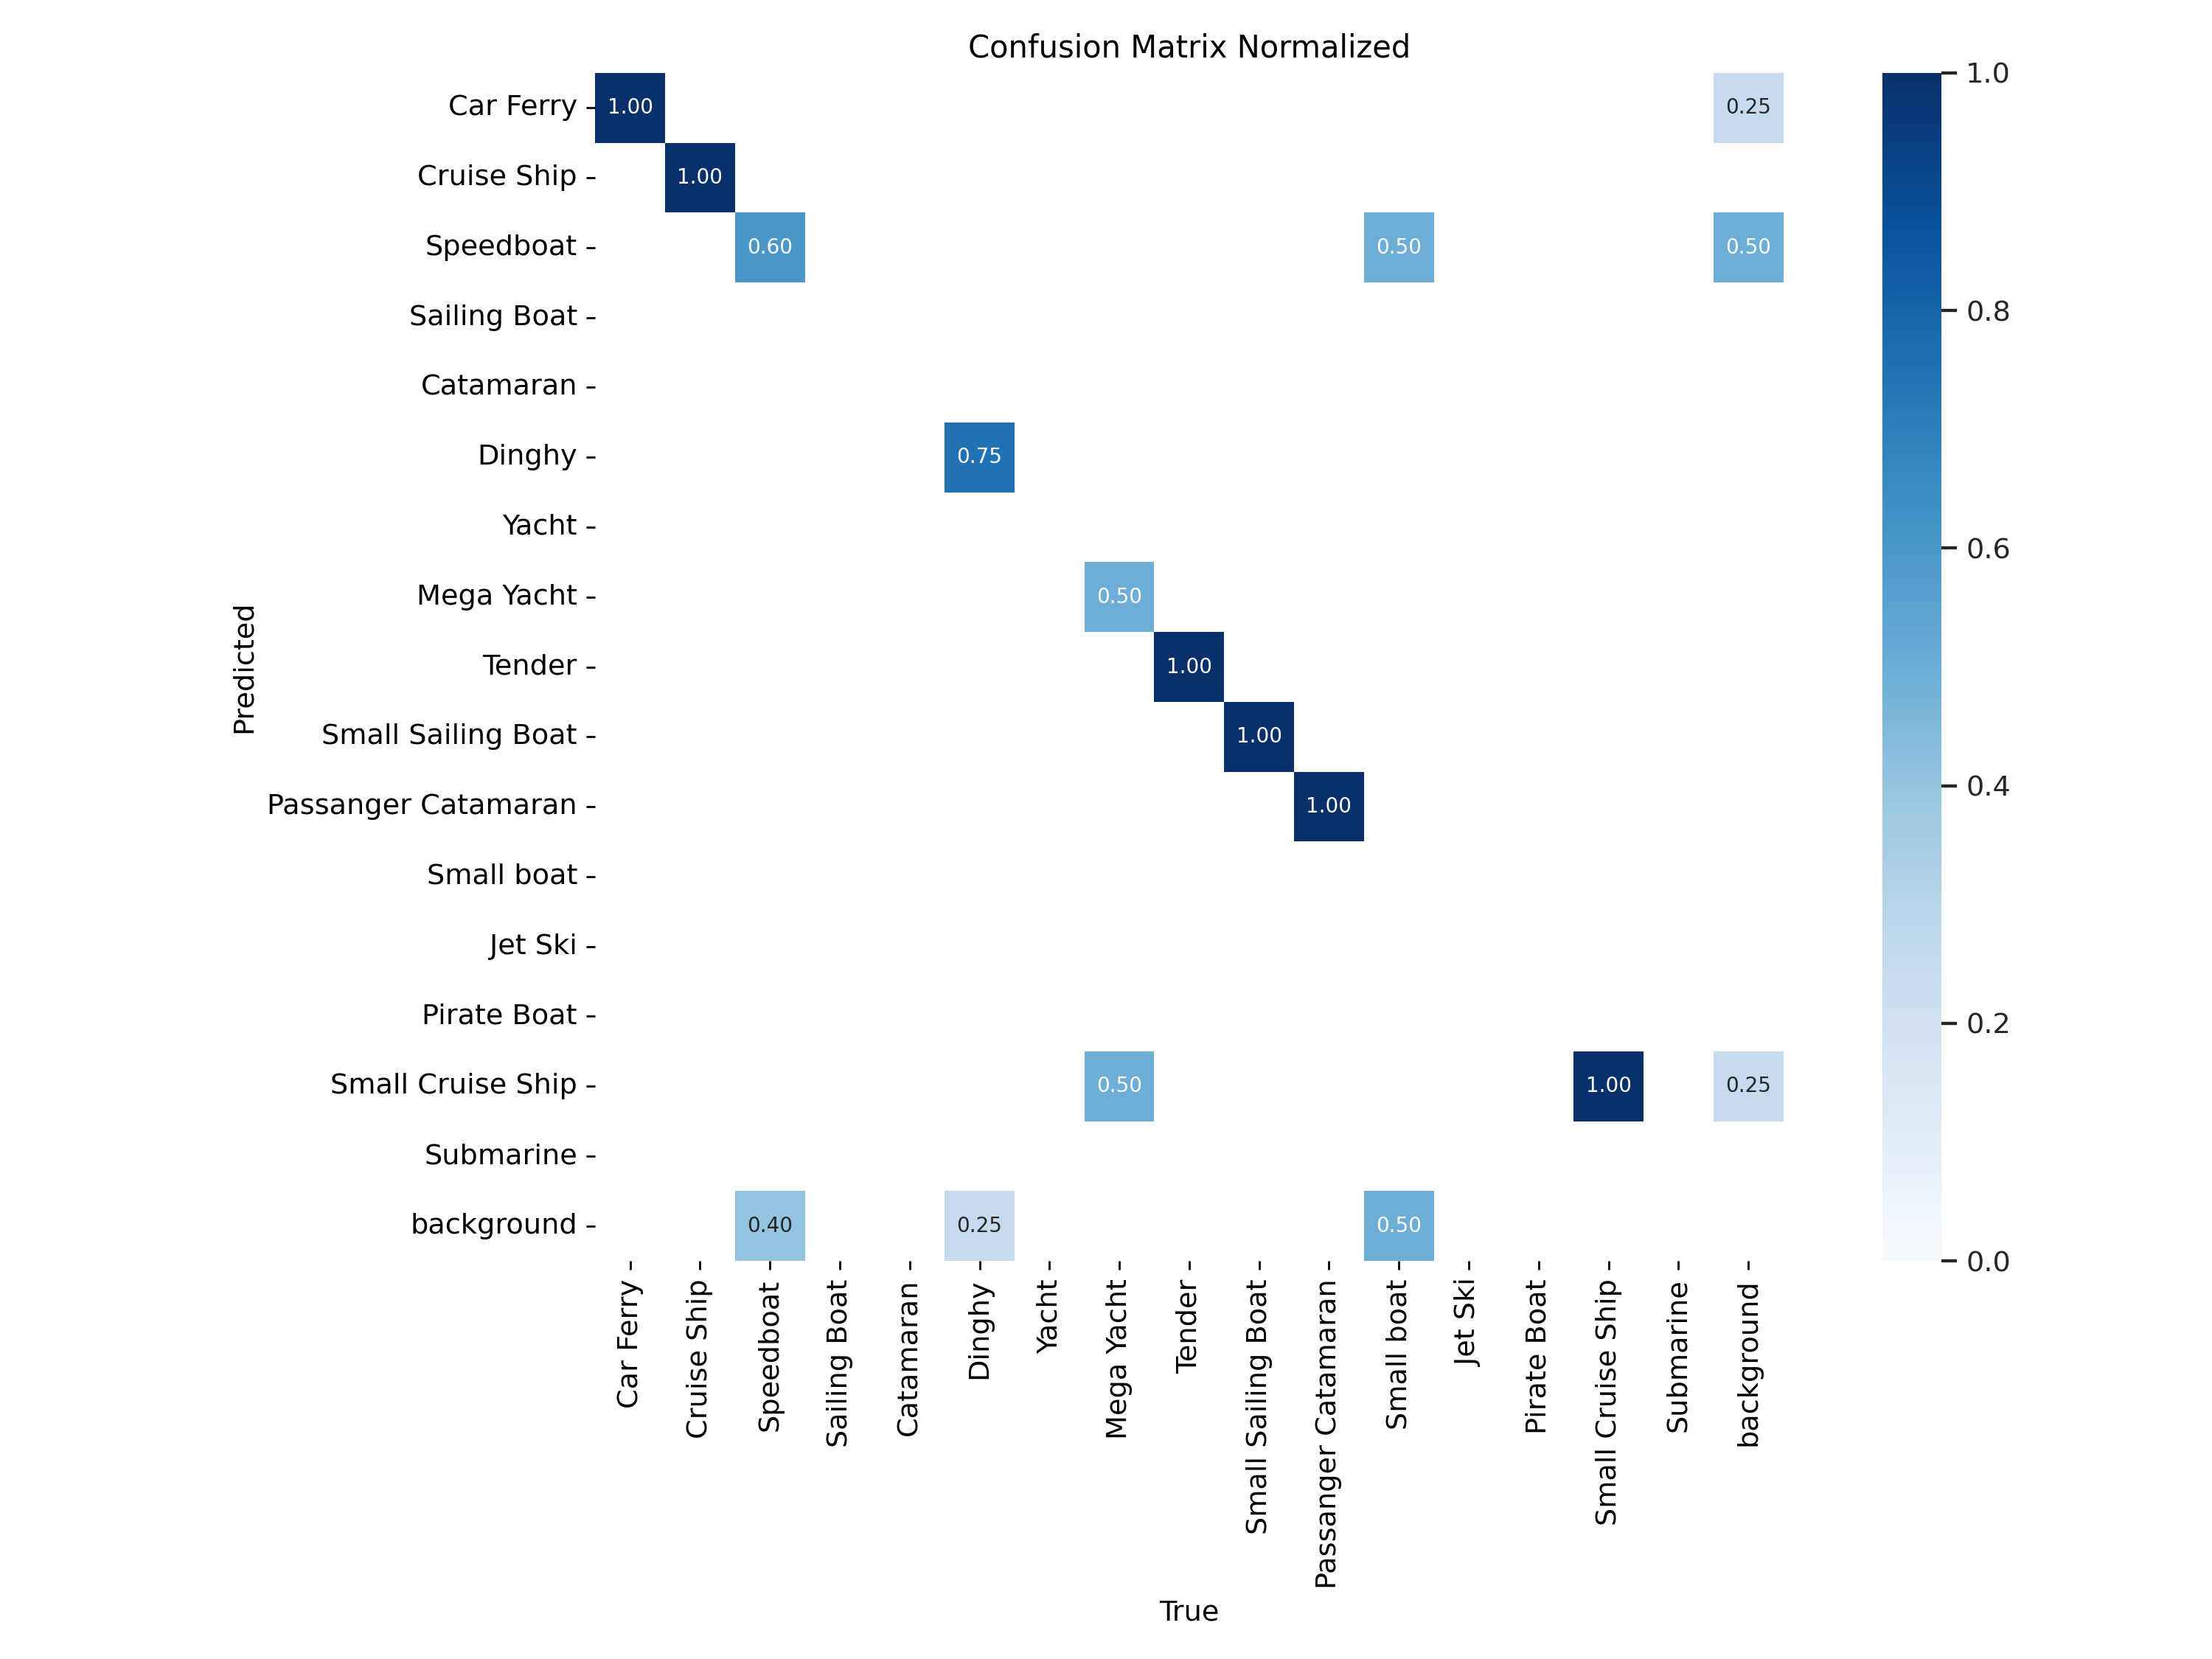 Confusion Matrix Normalized
Car Ferry 1.00 0.25
Cruise Ship 1.00
Speedboat 0.60 0.50 0.50
Sailing Boat
Catamaran
Dinghy 0.75
Yacht
Mega Yacht 0.50
Tender 1.00
Small Sailing Boat 1.00
Passanger Catamaran 1.00
Small boat
Jet Ski
Pirate Boat
Small Cruise Ship 0.50 1.00 0.25
Submarine
background 0.40 0.25 0.50
Predicted
Car Ferry
Cruise Ship
Speedboat
Sailing Boat
Catamaran
Dinghy
Yacht
Mega Yacht
Tender
Small Sailing Boat
Passanger Catamaran
Small boat
Jet Ski
Pirate Boat
Small Cruise Ship
Submarine
background
True
1.0
0.8
0.6
0.4
0.2
0.0